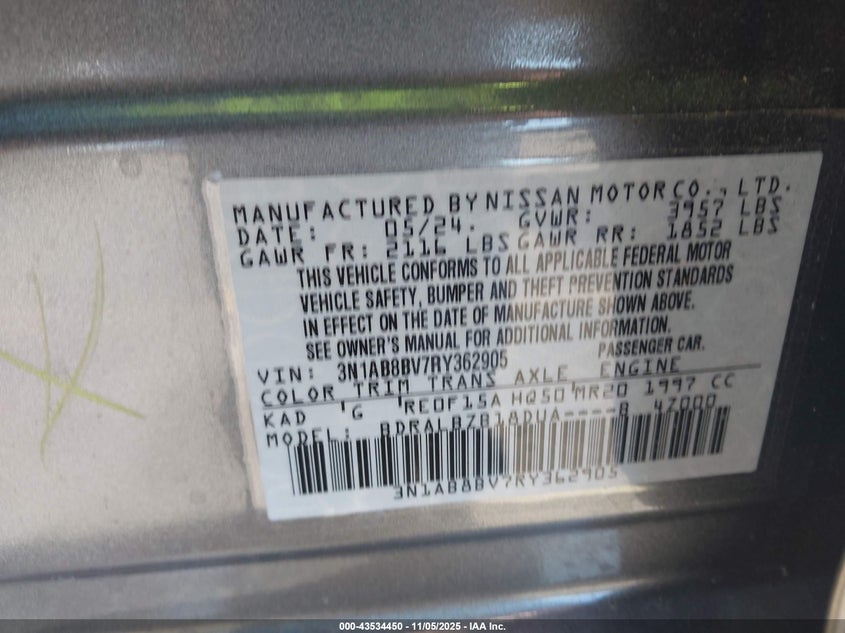 MANUFACTURED BY NISSAN MOTOR CO., LTD.
DATE: 05/24. GVWR: 3957 LBS
GAWR FR: 2116 LBS GAWR RR: 1852 LBS
THIS VEHICLE CONFORMS TO ALL APPLICABLE FEDERAL MOTOR
VEHICLE SAFETY, BUMPER AND THEFT PREVENTION STANDARDS
IN EFFECT ON THE DATE OF MANUFACTURE SHOWN ABOVE.
SEE OWNER'S MANUAL FOR ADDITIONAL INFORMATION.
VIN: 3N1AB8BV7RY362905 PASSENGER CAR.
COLOR TRIM TRANS AXLE ENGINE
KAD G RE0F15A HQ50 MR20 1997 CC
MODEL: BDRALBZB18DUA----B 4Z000
3N1AB8BV7RY362905
000-43534450 - 11/05/2025 - IAA Inc.